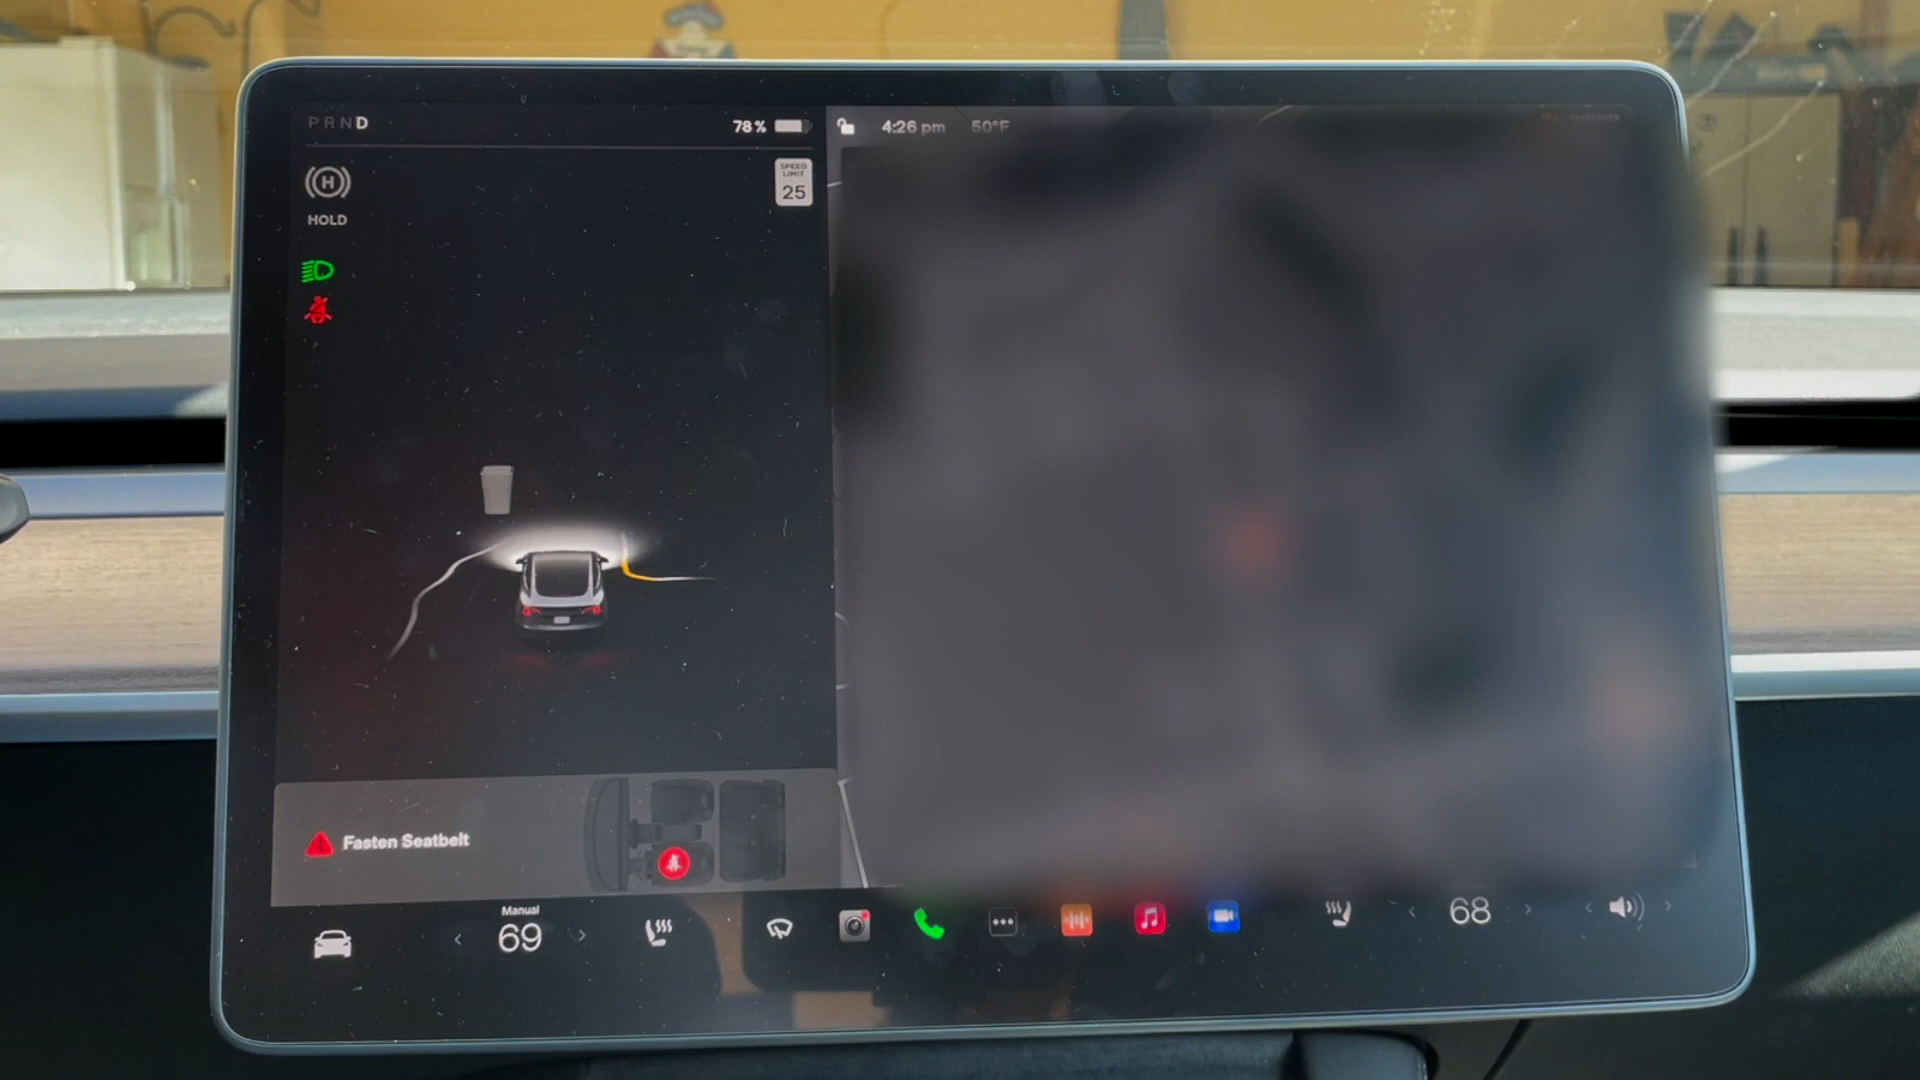 PRND
78%
4:26 pm
50°F
HOLD
SPEED
LIMIT
25
Fasten Seatbelt
Manual
69
68